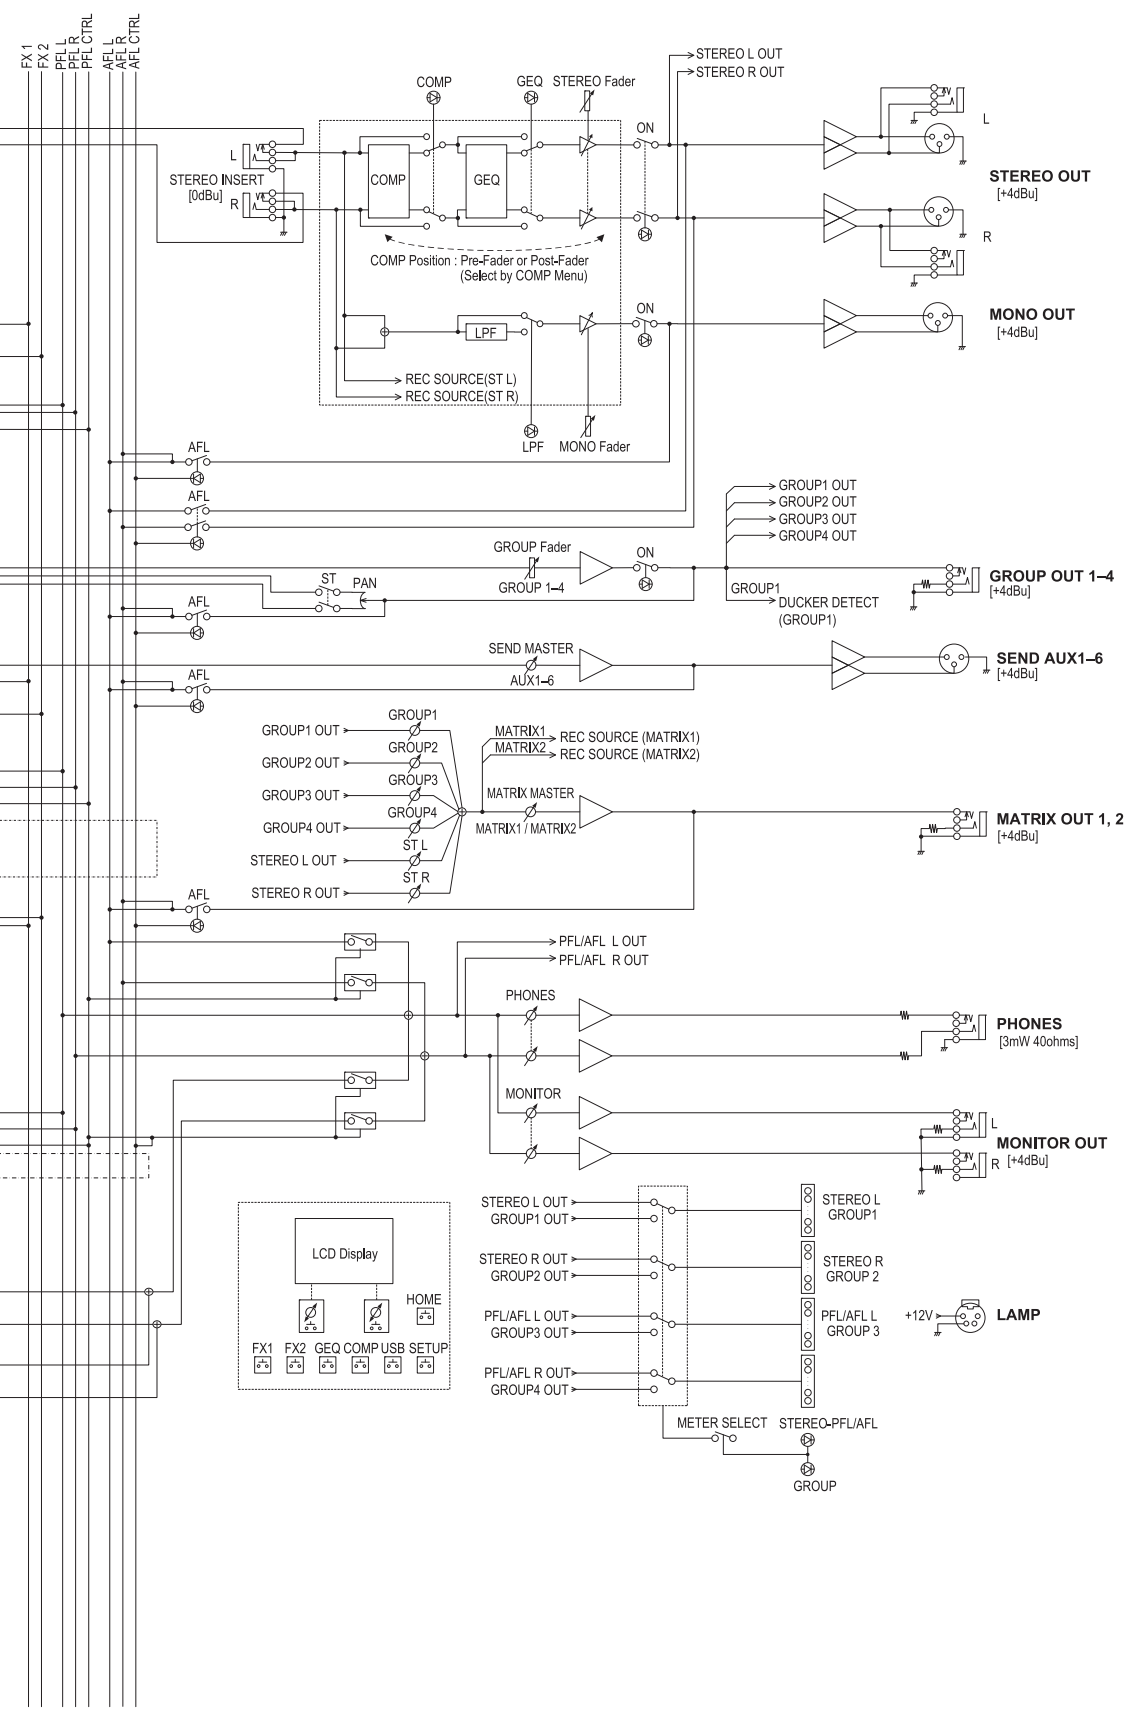 FX 1
FX 2
PFL L
PFL R
PFL CTRL
AFL L
AFL R
AFL CTRL
STEREO L OUT
STEREO R OUT
COMP
GEQ
STEREO Fader
ON
L
STEREO INSERT
[0dBu]
R
COMP
GEQ
L
STEREO OUT
[+4dBu]
R
COMP Position : Pre-Fader or Post-Fader
(Select by COMP Menu)
ON
LPF
MONO OUT
[+4dBu]
REC SOURCE(ST L)
REC SOURCE(ST R)
LPF
MONO Fader
AFL
AFL
GROUP1 OUT
GROUP2 OUT
GROUP3 OUT
GROUP4 OUT
GROUP Fader
GROUP 1–4
ON
ST
PAN
GROUP1
DUCKER DETECT
(GROUP1)
GROUP OUT 1–4
[+4dBu]
AFL
SEND MASTER
AUX1–6
SEND AUX1–6
[+4dBu]
AFL
GROUP1 OUT
GROUP1
GROUP2 OUT
GROUP2
GROUP3 OUT
GROUP3
GROUP4 OUT
GROUP4
STEREO L OUT
ST L
STEREO R OUT
ST R
MATRIX1
REC SOURCE (MATRIX1)
MATRIX2
REC SOURCE (MATRIX2)
MATRIX MASTER
MATRIX1 / MATRIX2
MATRIX OUT 1, 2
[+4dBu]
AFL
PFL/AFL L OUT
PFL/AFL R OUT
PHONES
PHONES
[3mW 40ohms]
MONITOR
L
MONITOR OUT
R [+4dBu]
LCD Display
HOME
FX1 FX2 GEQ COMP USB SETUP
STEREO L OUT
GROUP1 OUT
STEREO L
GROUP1
STEREO R OUT
GROUP2 OUT
STEREO R
GROUP 2
PFL/AFL L OUT
GROUP3 OUT
PFL/AFL L
GROUP 3
PFL/AFL R OUT
GROUP4 OUT
+12V
LAMP
METER SELECT
STEREO-PFL/AFL
GROUP